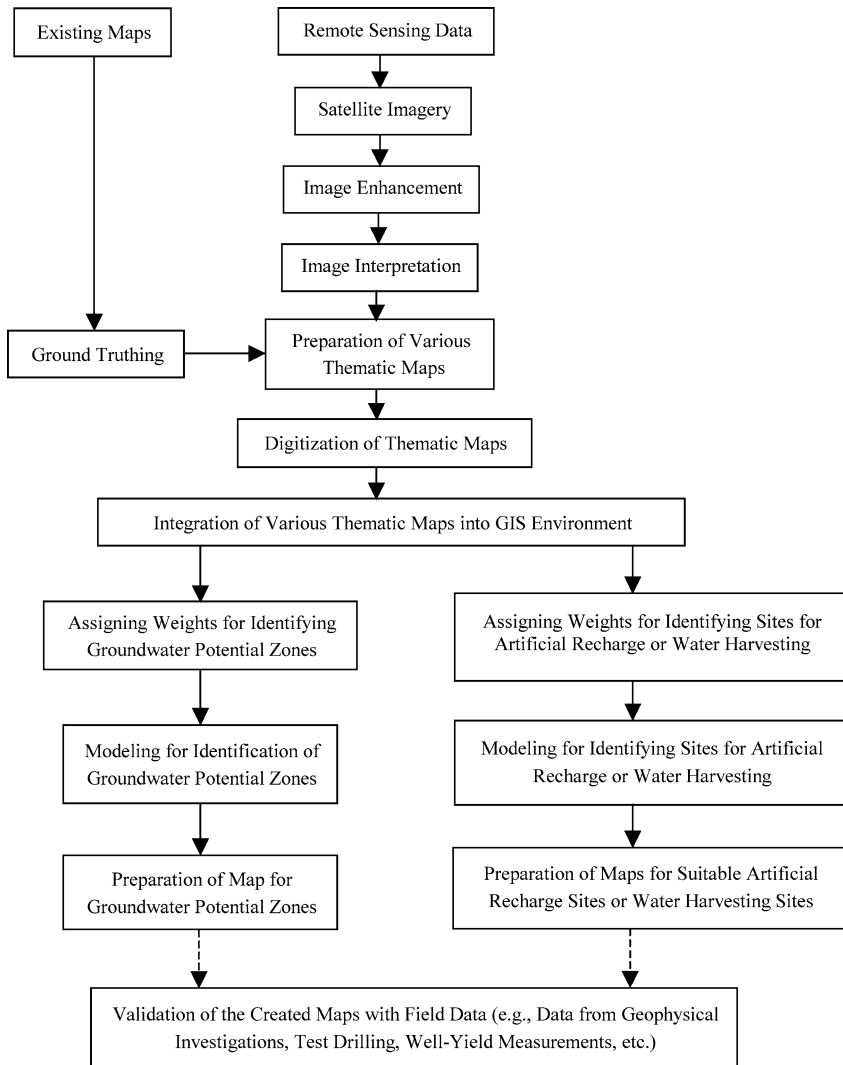 Existing Maps
Remote Sensing Data
Satellite Imagery
Image Enhancement
Image Interpretation
Ground Truthing
Preparation of Various
Thematic Maps
Digitization of Thematic Maps
Integration of Various Thematic Maps into GIS Environment
Assigning Weights for Identifying
Groundwater Potential Zones
Assigning Weights for Identifying Sites for
Artificial Recharge or Water Harvesting
Modeling for Identification of
Groundwater Potential Zones
Modeling for Identifying Sites for Artificial
Recharge or Water Harvesting
Preparation of Map for
Groundwater Potential Zones
Preparation of Maps for Suitable Artificial
Recharge Sites or Water Harvesting Sites
Validation of the Created Maps with Field Data (e.g., Data from Geophysical
Investigations, Test Drilling, Well-Yield Measurements, etc.)